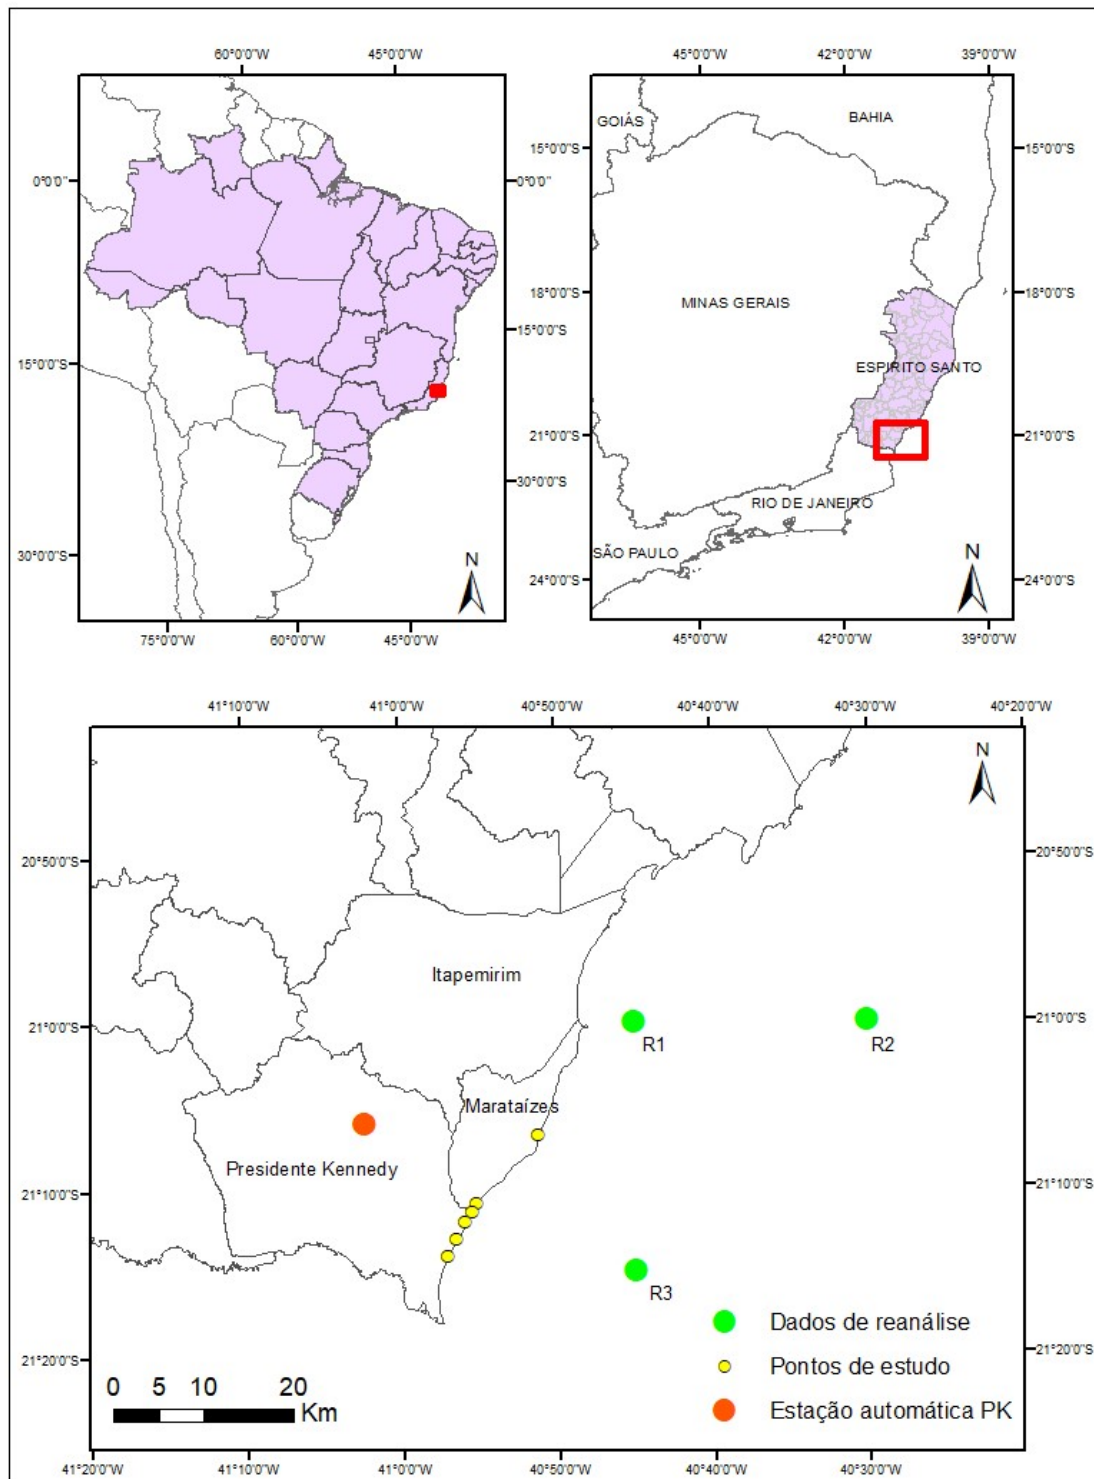 60°0'0"W 45°0'0"W
0°0'0" 0°0'0"
15°0'0"S
15°0'0"S
30°0'0"S
30°0'0"S
N
75°0'0"W 60°0'0"W 45°0'0"W
45°0'0"W 42°0'0"W 39°0'0"W
GOIÁS BAHIA
15°0'0"S 15°0'0"S
MINAS GERAIS
18°0'0"S 18°0'0"S
ESPIRITO SANTO
21°0'0"S 21°0'0"S
RIO DE JANEIRO
SÃO PAULO
24°0'0"S 24°0'0"S
N
45°0'0"W 42°0'0"W 39°0'0"W
41°10'0"W 41°0'0"W 40°50'0"W 40°40'0"W 40°30'0"W 40°20'0"W
N
20°50'0"S 20°50'0"S
Itapemirim
21°0'0"S 21°0'0"S
R1 R2
Marataízes
Presidente Kennedy
21°10'0"S 21°10'0"S
R3
Dados de reanálise
21°20'0"S 21°20'0"S
Pontos de estudo
0 5 10 20
Km
Estação automática PK
41°20'0"W 41°10'0"W 41°0'0"W 40°50'0"W 40°40'0"W 40°30'0"W